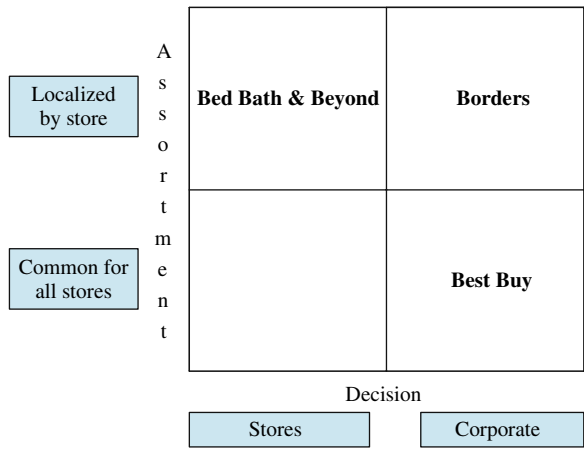 A
s
s
o
r
t
m
e
n
t
Localized
by store
Common for
all stores
Bed Bath & Beyond
Borders
Best Buy
Decision
Stores
Corporate